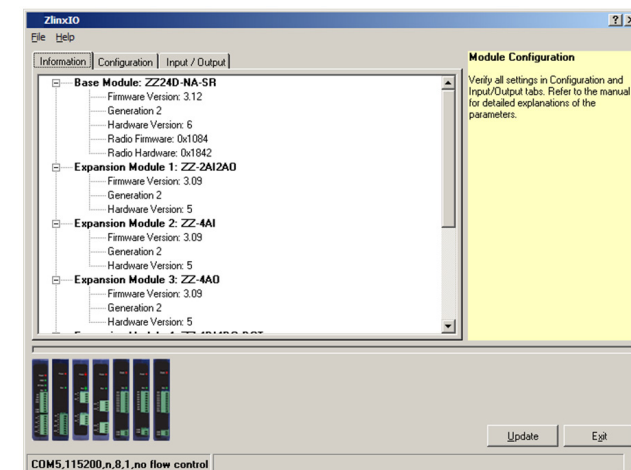 ZlinxIO
File Help
Information Configuration Input / Output
Base Module: ZZ24D-NA-SR
Firmware Version: 3.12
Generation 2
Hardware Version: 6
Radio Firmware: 0x1084
Radio Hardware: 0x1842
Expansion Module 1: ZZ-2AI2AO
Firmware Version: 3.09
Generation 2
Hardware Version: 5
Expansion Module 2: ZZ-4AI
Firmware Version: 3.09
Generation 2
Hardware Version: 5
Expansion Module 3: ZZ-4AO
Firmware Version: 3.09
Generation 2
Hardware Version: 5
Module Configuration
Verify all settings in Configuration and
Input/Output tabs. Refer to the manual
for detailed explanations of the
parameters.
Update Exit
COM5,115200,n,8,1,no flow control